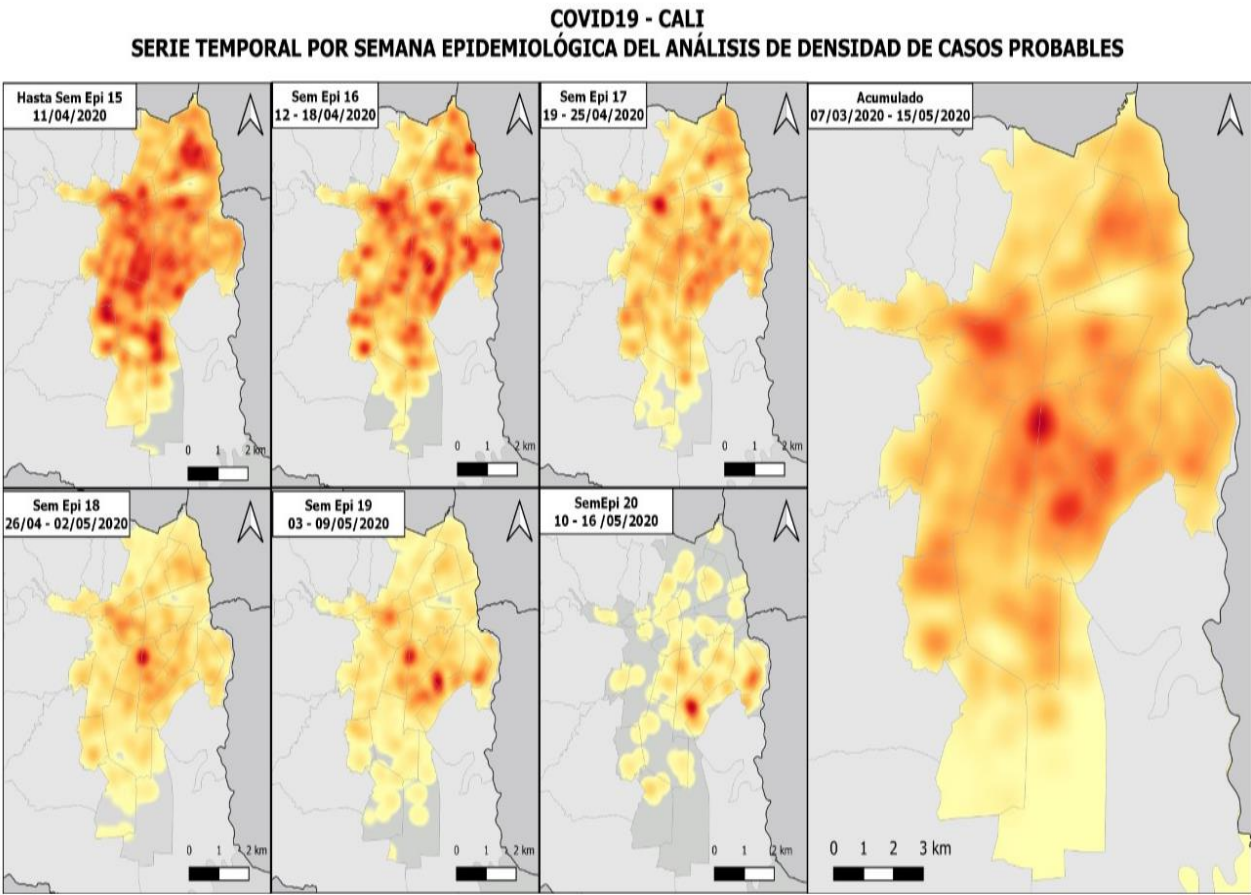 COVID19 - CALI
SERIE TEMPORAL POR SEMANA EPIDEMIOLÓGICA DEL ANÁLISIS DE DENSIDAD DE CASOS PROBABLES
Hasta Sem Epi 15
11/04/2020
0 1 2 km
Sem Epi 16
12 - 18/04/2020
0 1 2 km
Sem Epi 17
19 - 25/04/2020
0 1 2 km
Acumulado
07/03/2020 - 15/05/2020
0 1 2 3 km
Sem Epi 18
26/04 - 02/05/2020
0 1 2 km
Sem Epi 19
03 - 09/05/2020
0 1 2 km
SemEpi 20
10 - 16 /05/2020
0 1 2 km